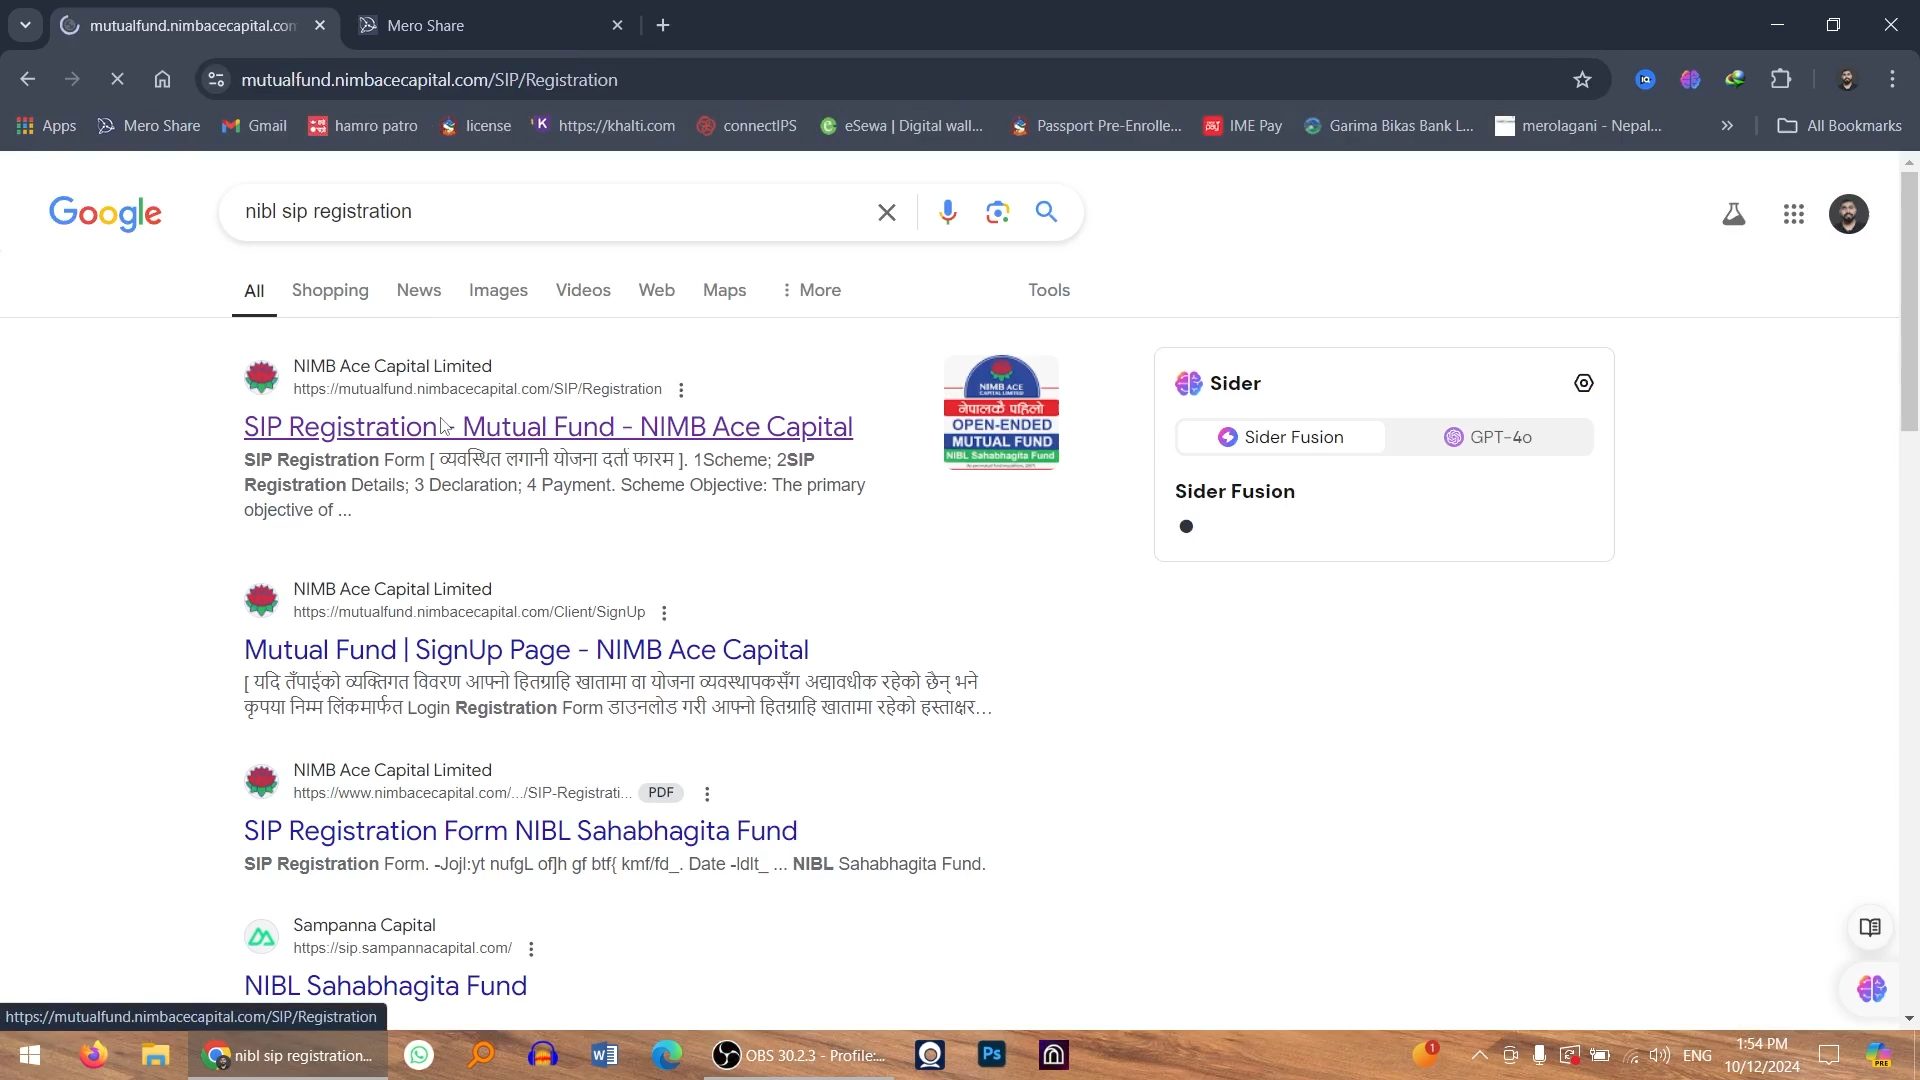 mutualfund.nimbacecapital.com
Mero Share
mutualfund.nimbacecapital.com/SIP/Registration
Apps
Mero Share
Gmail
hamro patro
license
https://khalti.com
connectIPS
eSewa | Digital wall...
Passport Pre-Enrolle...
IME Pay
Garima Bikas Bank L...
merolagani - Nepal...
All Bookmarks
Google
nibl sip registration
All
Shopping
News
Images
Videos
Web
Maps
More
Tools
NIMB Ace Capital Limited
https://mutualfund.nimbacecapital.com/SIP/Registration
SIP Registration - Mutual Fund - NIMB Ace Capital
SIP Registration Form [ व्यवस्थित लगानी योजना दर्ता फारम ]. 1Scheme; 2SIP
Registration Details; 3 Declaration; 4 Payment. Scheme Objective: The primary
objective of ...
NIMB ACE
CAPITAL LIMITED
नेपालकै पहिलो
OPEN-ENDED
MUTUAL FUND
NIBL Sahabhagita Fund
Sider
Sider Fusion
GPT-4o
Sider Fusion
NIMB Ace Capital Limited
https://mutualfund.nimbacecapital.com/Client/SignUp
Mutual Fund | SignUp Page - NIMB Ace Capital
[ यदि तँपाईको व्यक्तिगत विवरण आफ्नो हितग्राहि खातामा वा योजना व्यवस्थापकसँग अद्यावधीक रहेको छैन् भने
कृपया निम्म लिंकमार्फत Login Registration Form डाउनलोड गरी आफ्नो हितग्राहि खातामा रहेको हस्ताक्षर...
NIMB Ace Capital Limited
https://www.nimbacecapital.com/.../SIP-Registrati...
PDF
SIP Registration Form NIBL Sahabhagita Fund
SIP Registration Form. -Jojl:yt nufgL of]h gf btf{ kmf/fd_. Date -ldlt_ ... NIBL Sahabhagita Fund.
Sampanna Capital
https://sip.sampannacapital.com/
NIBL Sahabhagita Fund
https://mutualfund.nimbacecapital.com/SIP/Registration
nibl sip registration...
OBS 30.2.3 - Profile:...
Ps
1
ENG
1:54 PM
10/12/2024
PRE